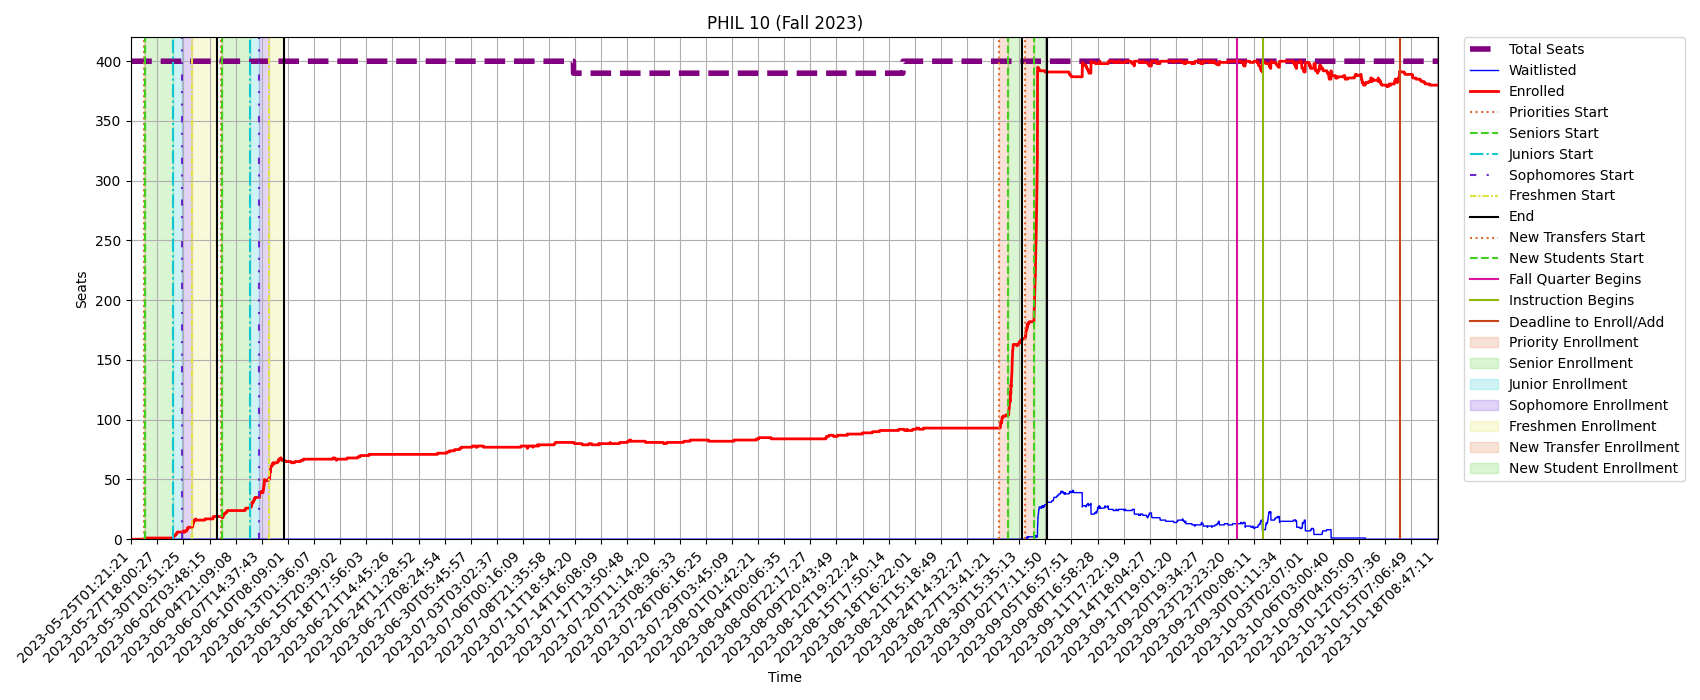 PHIL 10 (Fall 2023)
Seats
400
350
300
250
200
150
100
50
0
2023-05-25T01:21:21
2023-05-27T18:00:27
2023-05-30T10:51:25
2023-06-02T03:48:15
2023-06-04T21:09:08
2023-06-07T14:37:43
2023-06-10T08:09:01
2023-06-13T01:36:07
2023-06-15T20:39:02
2023-06-18T17:56:03
2023-06-21T14:45:26
2023-06-24T11:28:52
2023-06-27T08:24:54
2023-06-30T05:45:57
2023-07-03T03:02:37
2023-07-06T00:16:09
2023-07-08T21:35:58
2023-07-11T18:54:20
2023-07-14T16:08:09
2023-07-17T13:50:48
2023-07-20T11:14:20
2023-07-23T08:36:33
2023-07-26T06:16:25
2023-07-29T03:45:09
2023-08-01T01:42:21
2023-08-04T00:06:35
2023-08-06T22:17:27
2023-08-09T20:43:49
2023-08-12T19:22:24
2023-08-15T17:50:14
2023-08-18T16:22:01
2023-08-21T15:18:49
2023-08-24T14:32:27
2023-08-27T13:41:21
2023-08-30T15:35:13
2023-09-02T17:11:50
2023-09-05T16:57:51
2023-09-08T16:58:28
2023-09-11T17:22:19
2023-09-14T18:04:27
2023-09-17T19:01:20
2023-09-20T19:34:27
2023-09-23T23:23:20
2023-09-27T00:08:11
2023-09-30T01:11:34
2023-10-03T02:07:01
2023-10-06T03:00:40
2023-10-09T04:05:00
2023-10-12T05:37:36
2023-10-15T07:06:49
2023-10-18T08:47:11
Time
Total Seats
Waitlisted
Enrolled
Priorities Start
Seniors Start
Juniors Start
Sophomores Start
Freshmen Start
End
New Transfers Start
New Students Start
Fall Quarter Begins
Instruction Begins
Deadline to Enroll/Add
Priority Enrollment
Senior Enrollment
Junior Enrollment
Sophomore Enrollment
Freshmen Enrollment
New Transfer Enrollment
New Student Enrollment